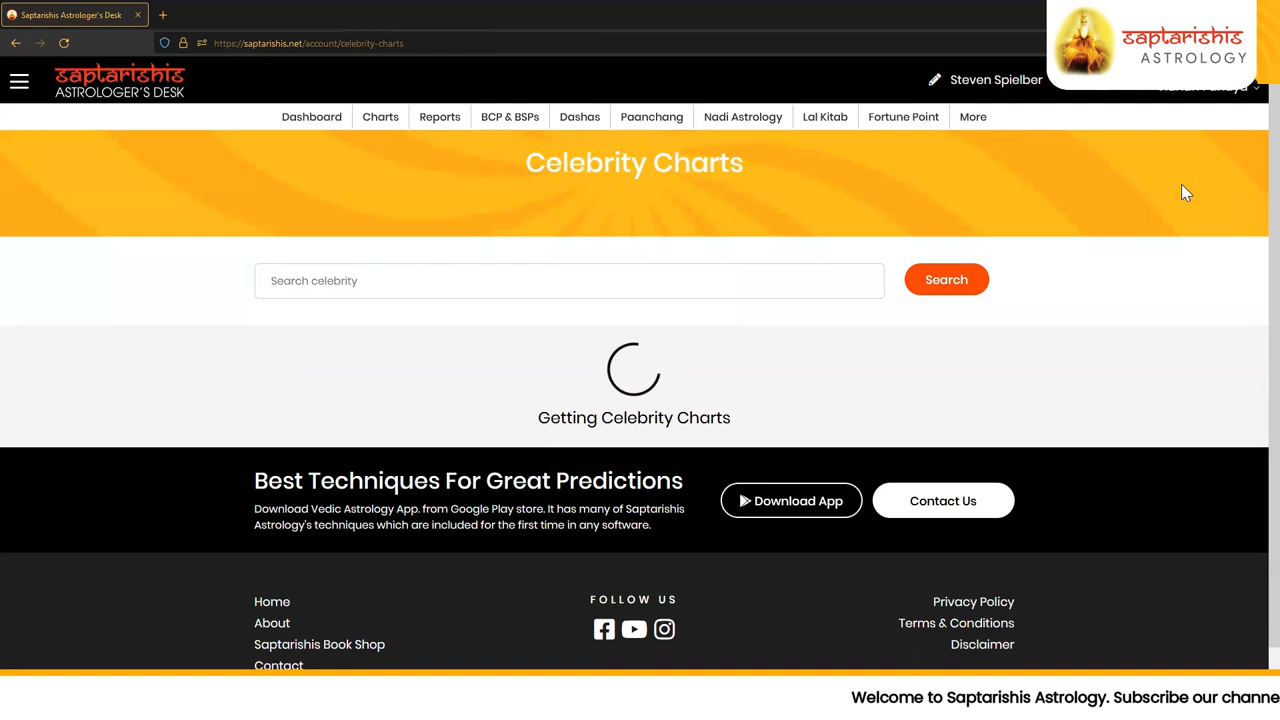 Saptarishis Astrologer's Desk
https://saptarishis.net/account/celebrity-charts
saptarishis
ASTROLOGY
saptarishis
ASTROLOGER'S DESK
Steven Spielber
Dashboard
Charts
Reports
BCP & BSPs
Dashas
Paanchang
Nadi Astrology
Lal Kitab
Fortune Point
More
Celebrity Charts
Search celebrity
Search
Getting Celebrity Charts
Best Techniques For Great Predictions
Download Vedic Astrology App. from Google Play store. It has many of Saptarishis
Astrology's techniques which are included for the first time in any software.
Download App
Contact Us
Home
About
Saptarishis Book Shop
Contact
FOLLOW US
Privacy Policy
Terms & Conditions
Disclaimer
Welcome to Saptarishis Astrology. Subscribe our channe